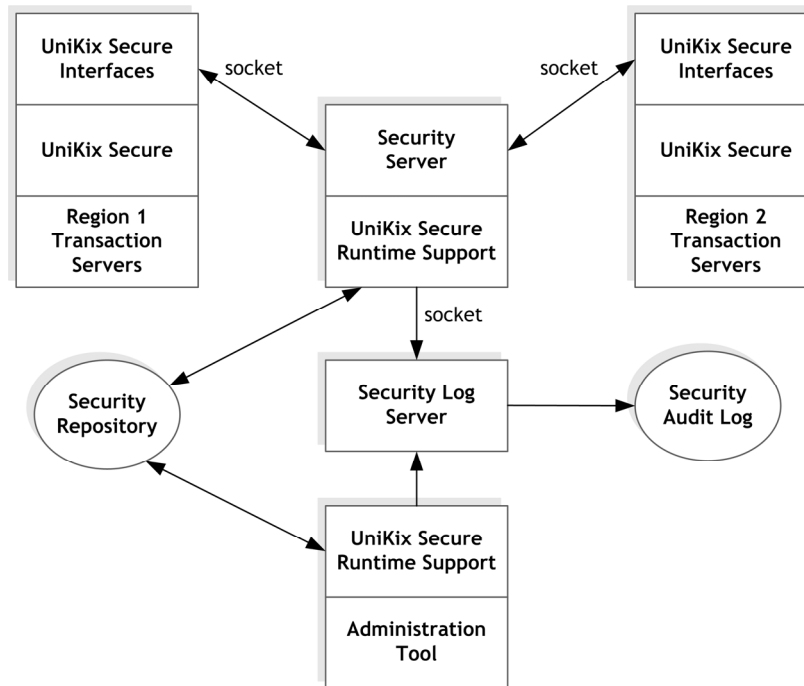 UniKix Secure
Interfaces
UniKix Secure
Region 1
Transaction
Servers
socket
Security
Server
UniKix Secure
Runtime Support
socket
UniKix Secure
Interfaces
UniKix Secure
Region 2
Transaction
Servers
socket
Security
Repository
Security Log
Server
Security
Audit Log
UniKix Secure
Runtime Support
Administration
Tool